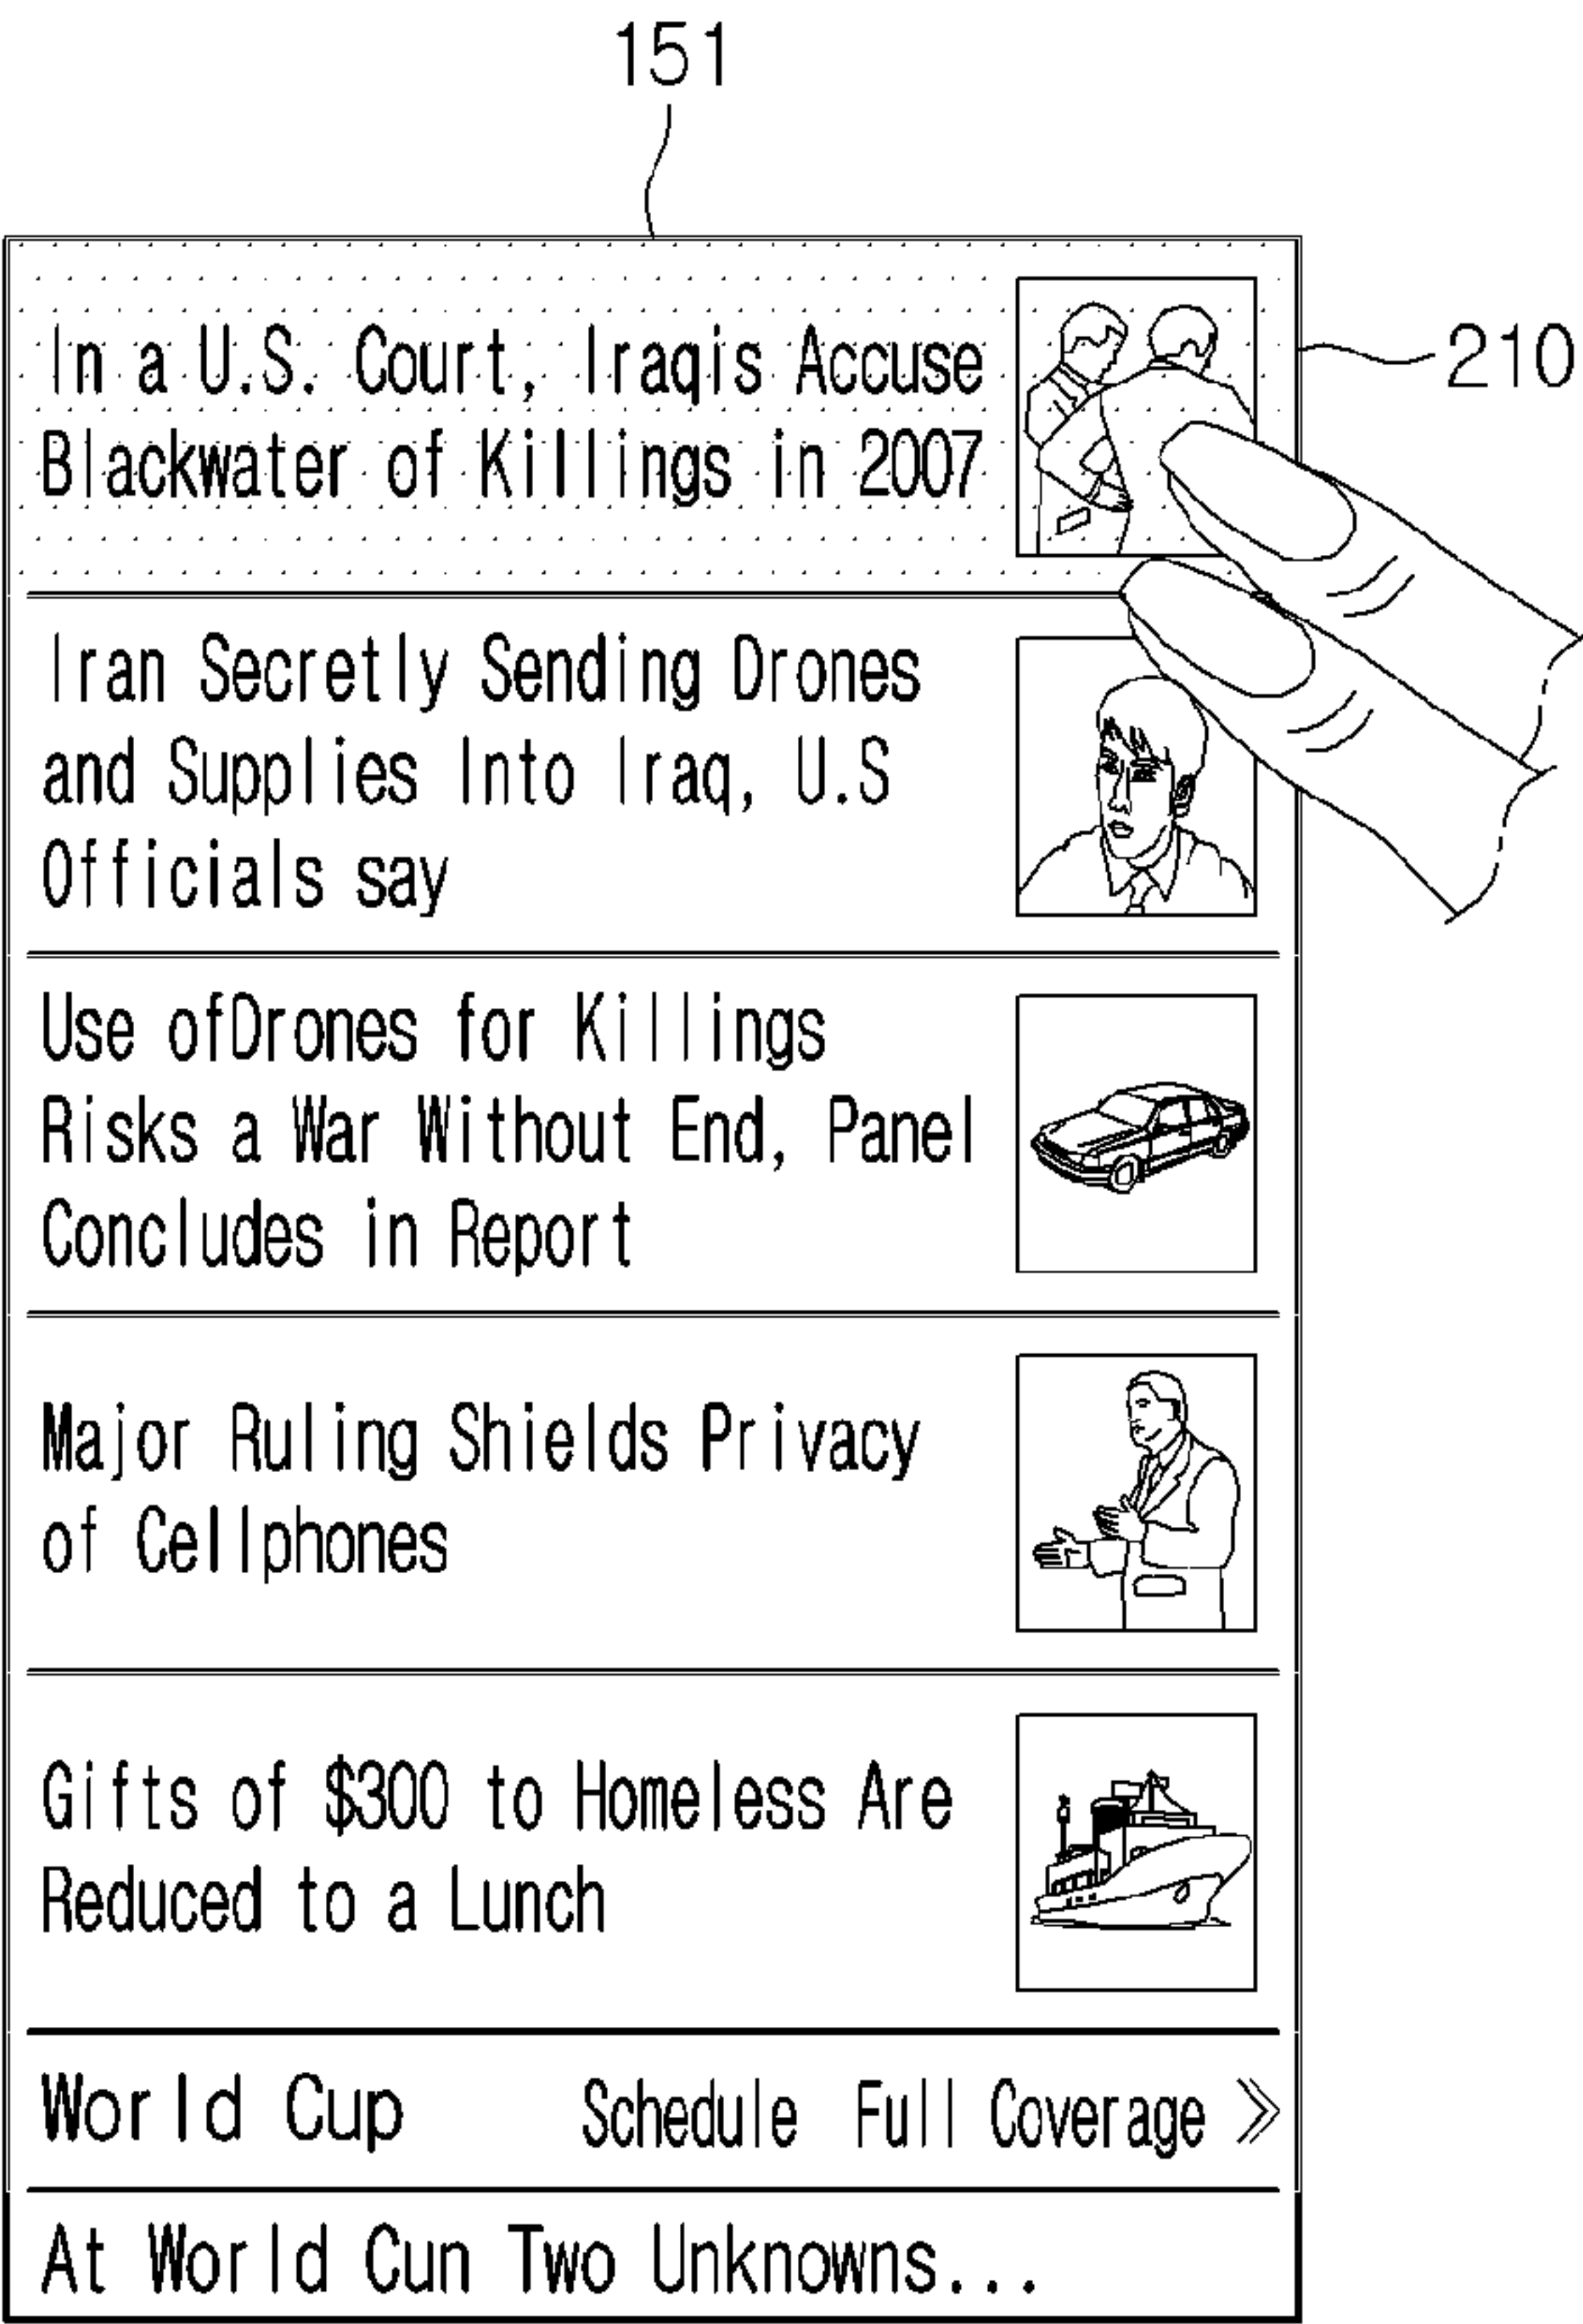 151
In a U.S. Court, Iraqis Accuse
210
Blackwater of Killings in 2007
Iran Secretly Sending Drones
and Supplies Into Iraq, U.S
Officials say
Use ofDrones for Killings
Risks a War Without End, Panel
Concludes in Report
Major Ruling Shields Privacy
of Cellphones
Gifts of $300 to Homeless Are
Reduced to a Lunch
World Cup Schedule Full Coverage »
At World Cun Two Unknowns...